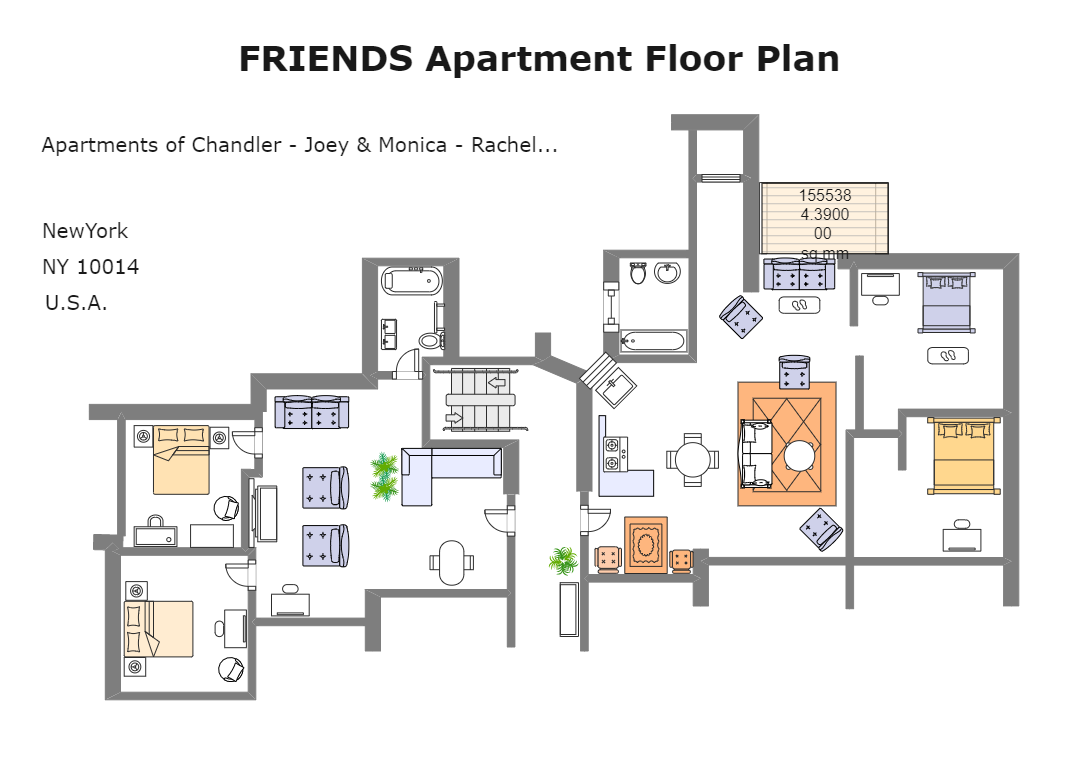 FRIENDS Apartment Floor Plan
Apartments of Chandler - Joey & Monica - Rachel...
NewYork
NY 10014
U.S.A.
155538
4.3900
00
sq mm